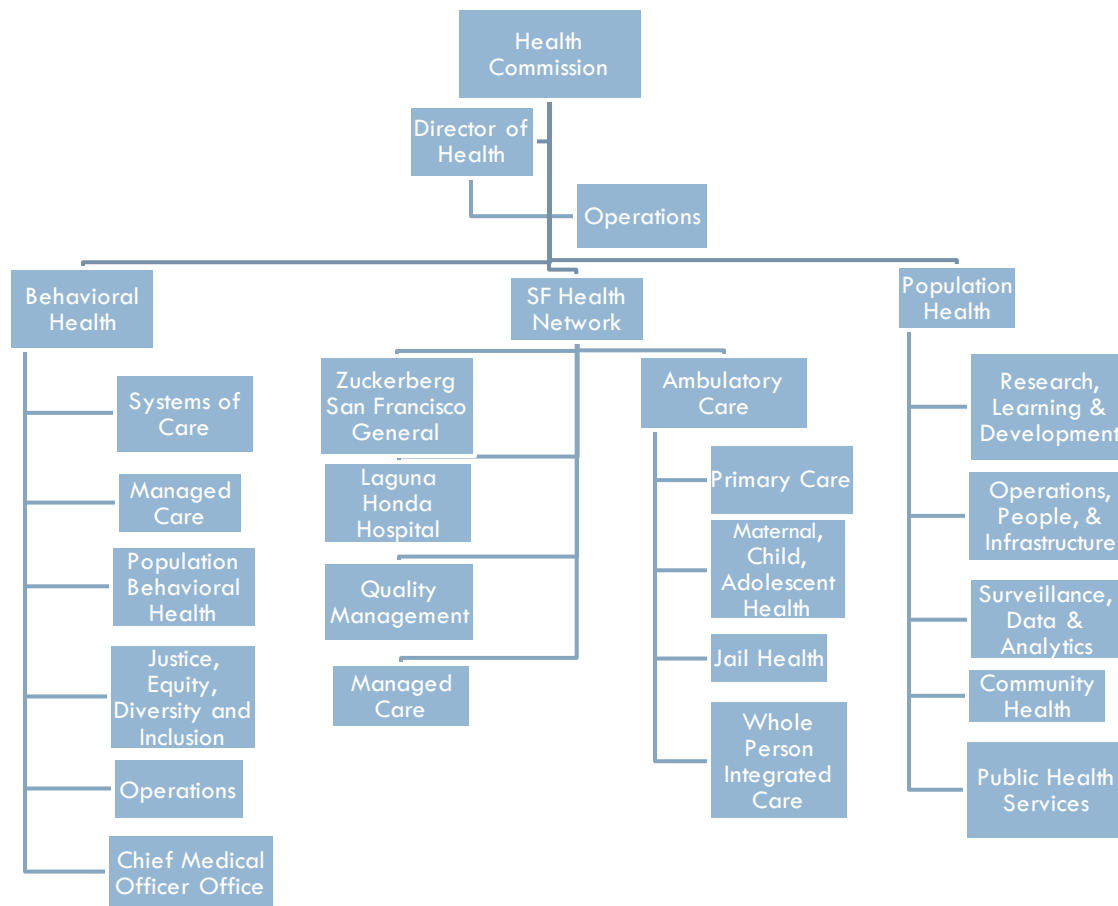 Health
Commission
Director of
Health
Operations
Behavioral
Health
Systems of
Care
Managed
Care
Population
Behavioral
Health
Justice,
Equity,
Diversity and
Inclusion
Operations
Chief Medical
Officer Office
SF Health
Network
Zuckerberg
San Francisco
General
Laguna
Honda
Hospital
Quality
Management
Managed
Care
Ambulatory
Care
Primary Care
Maternal,
Child,
Adolescent
Health
Jail Health
Whole
Person
Integrated
Care
Population
Health
Research,
Learning &
Development
Operations,
People, &
Infrastructure
Surveillance,
Data &
Analytics
Community
Health
Public Health
Services